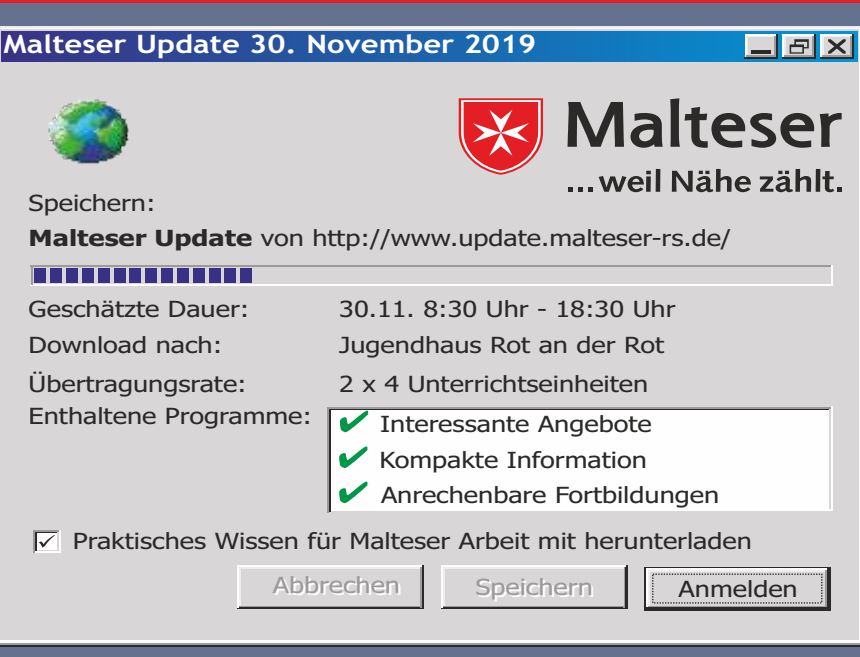 Malteser Update 30. November 2019
Malteser
...weil Nähe zählt.
Speichern:
Malteser Update von http://www.update.malteser-rs.de/
Geschätzte Dauer: 30.11. 8:30 Uhr - 18:30 Uhr
Download nach: Jugendhaus Rot an der Rot
Übertragungsrate: 2 x 4 Unterrichtseinheiten
Enthaltene Programme: ✔ Interessante Angebote
✔ Kompakte Information
✔ Anrechenbare Fortbildungen
Praktisches Wissen für Malteser Arbeit mit herunterladen
Abbrechen Speichern Anmelden